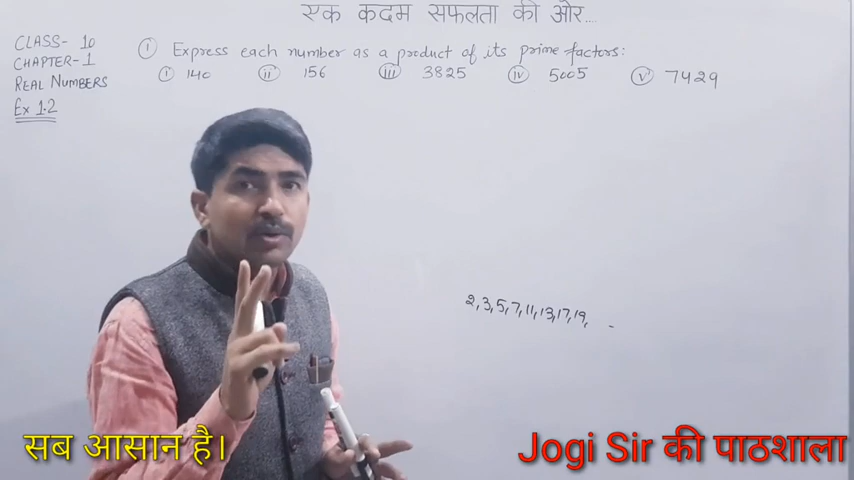 एक कदम सफलता की ओर....
CLASS- 10
CHAPTER-1
REAL NUMBERS
Ex 1.2
① Express each number as a product of its prime factors:
ⓘ 140 ⓘⓘ 156 ⓘⓘⓘ 3825 ⓘⓥ 5005 ⓥ 7429
2,3,5,7,11,13,17,19, -
सब आसान है।
Jogi Sir की पाठशाला